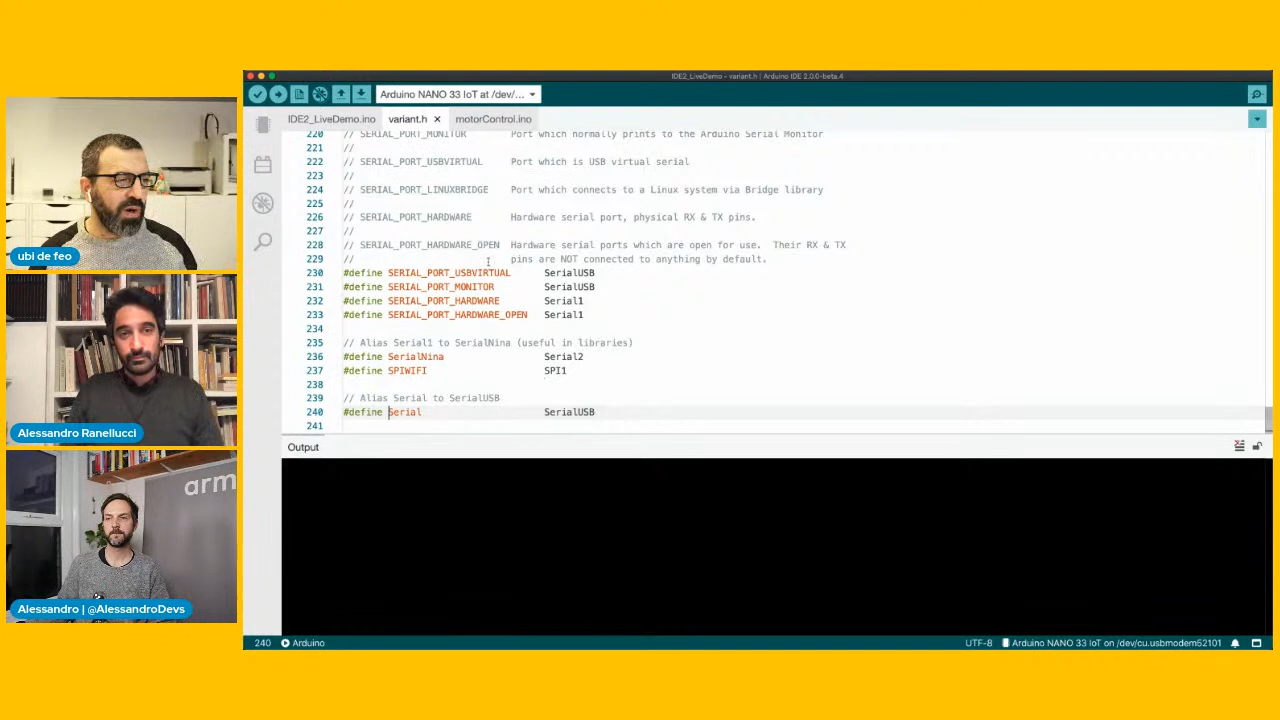 IDE2_LiveDemo – variant.h | Arduino IDE 2.0.0-beta.4
Arduino NANO 33 IoT at /dev/...
IDE2_LiveDemo.ino variant.h motorControl.ino
220 // SERIAL_PORT_MONITOR Port which normally prints to the Arduino Serial Monitor
221 //
222 // SERIAL_PORT_USBVIRTUAL Port which is USB virtual serial
223 //
224 // SERIAL_PORT_LINUXBRIDGE Port which connects to a Linux system via Bridge library
225 //
226 // SERIAL_PORT_HARDWARE Hardware serial port, physical RX & TX pins.
227 //
228 // SERIAL_PORT_HARDWARE_OPEN Hardware serial ports which are open for use. Their RX & TX
229 // pins are NOT connected to anything by default.
230 #define SERIAL_PORT_USBVIRTUAL SerialUSB
231 #define SERIAL_PORT_MONITOR SerialUSB
232 #define SERIAL_PORT_HARDWARE Serial1
233 #define SERIAL_PORT_HARDWARE_OPEN Serial1
234
235 // Alias Serial1 to SerialNina (useful in libraries)
236 #define SerialNina Serial2
237 #define SPIWIFI SPI1
238
239 // Alias Serial to SerialUSB
240 #define Serial SerialUSB
241
Output
240 Arduino
UTF-8 Arduino NANO 33 IoT on /dev/cu.usbmodem52101
ubi de feo
Alessandro Ranellucci
arm
Alessandro | @AlessandroDevs